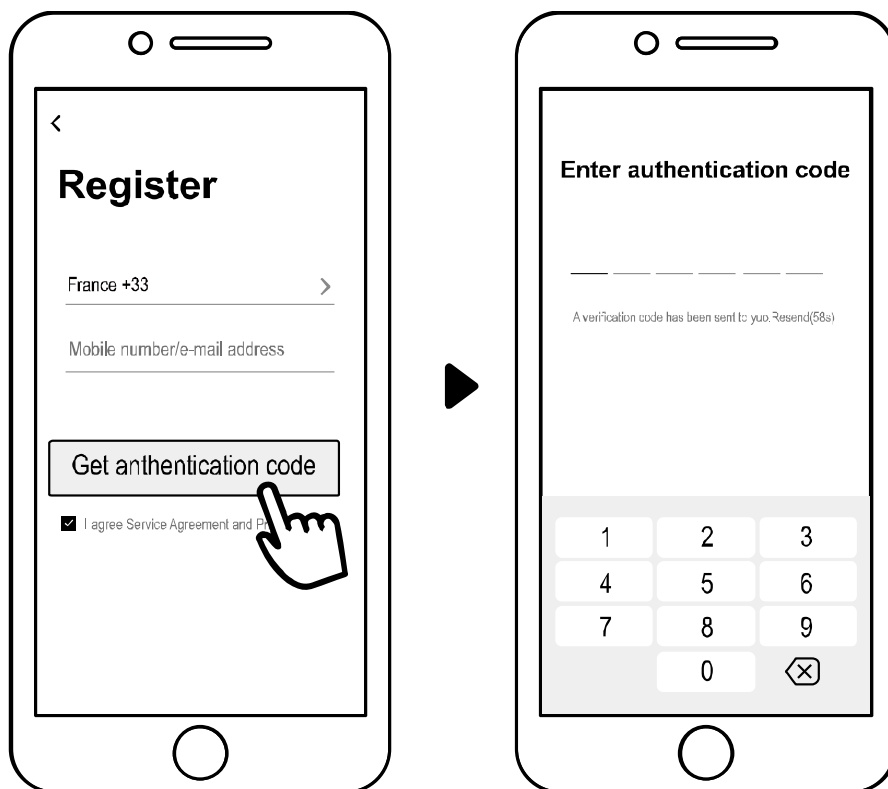 Register
France +33
Mobile number/e-mail address
Get anthentication code
I agree Service Agreement and
Enter authentication code
A verification code has been sent to yuo.Resend(58s)
1 2 3
4 5 6
7 8 9
0